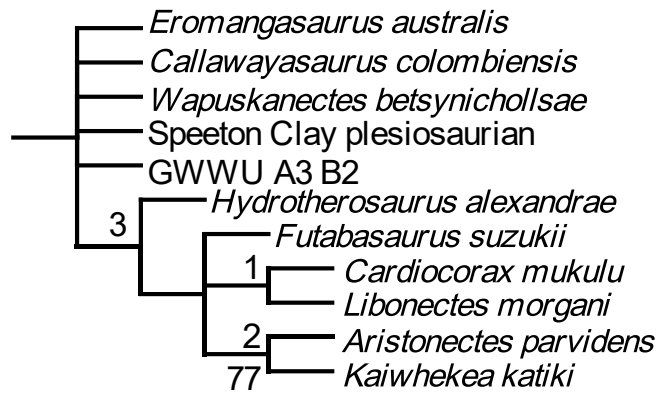 Eromangasaurus australis
Callawayasaurus colombiensis
Wapuskanectes betsynichollsae
Speeton Clay plesiosaurian
GWWU A3 B2
Hydrotherosaurus alexandrae
3
Futabasaurus suzukii
1
Cardiocorax mukulu
Libonectes morgani
2
Aristonectes parvidens
77
Kaiwhekea katiki